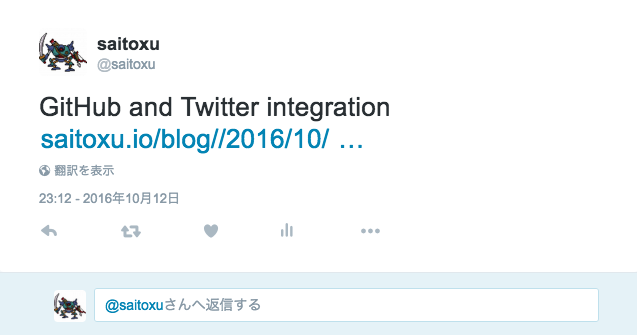 saitoxu
@saitoxu
GitHub and Twitter integration
saitoxu.io/blog//2016/10/ …
翻訳を表示
23:12 - 2016年10月12日
@saitoxuさんへ返信する